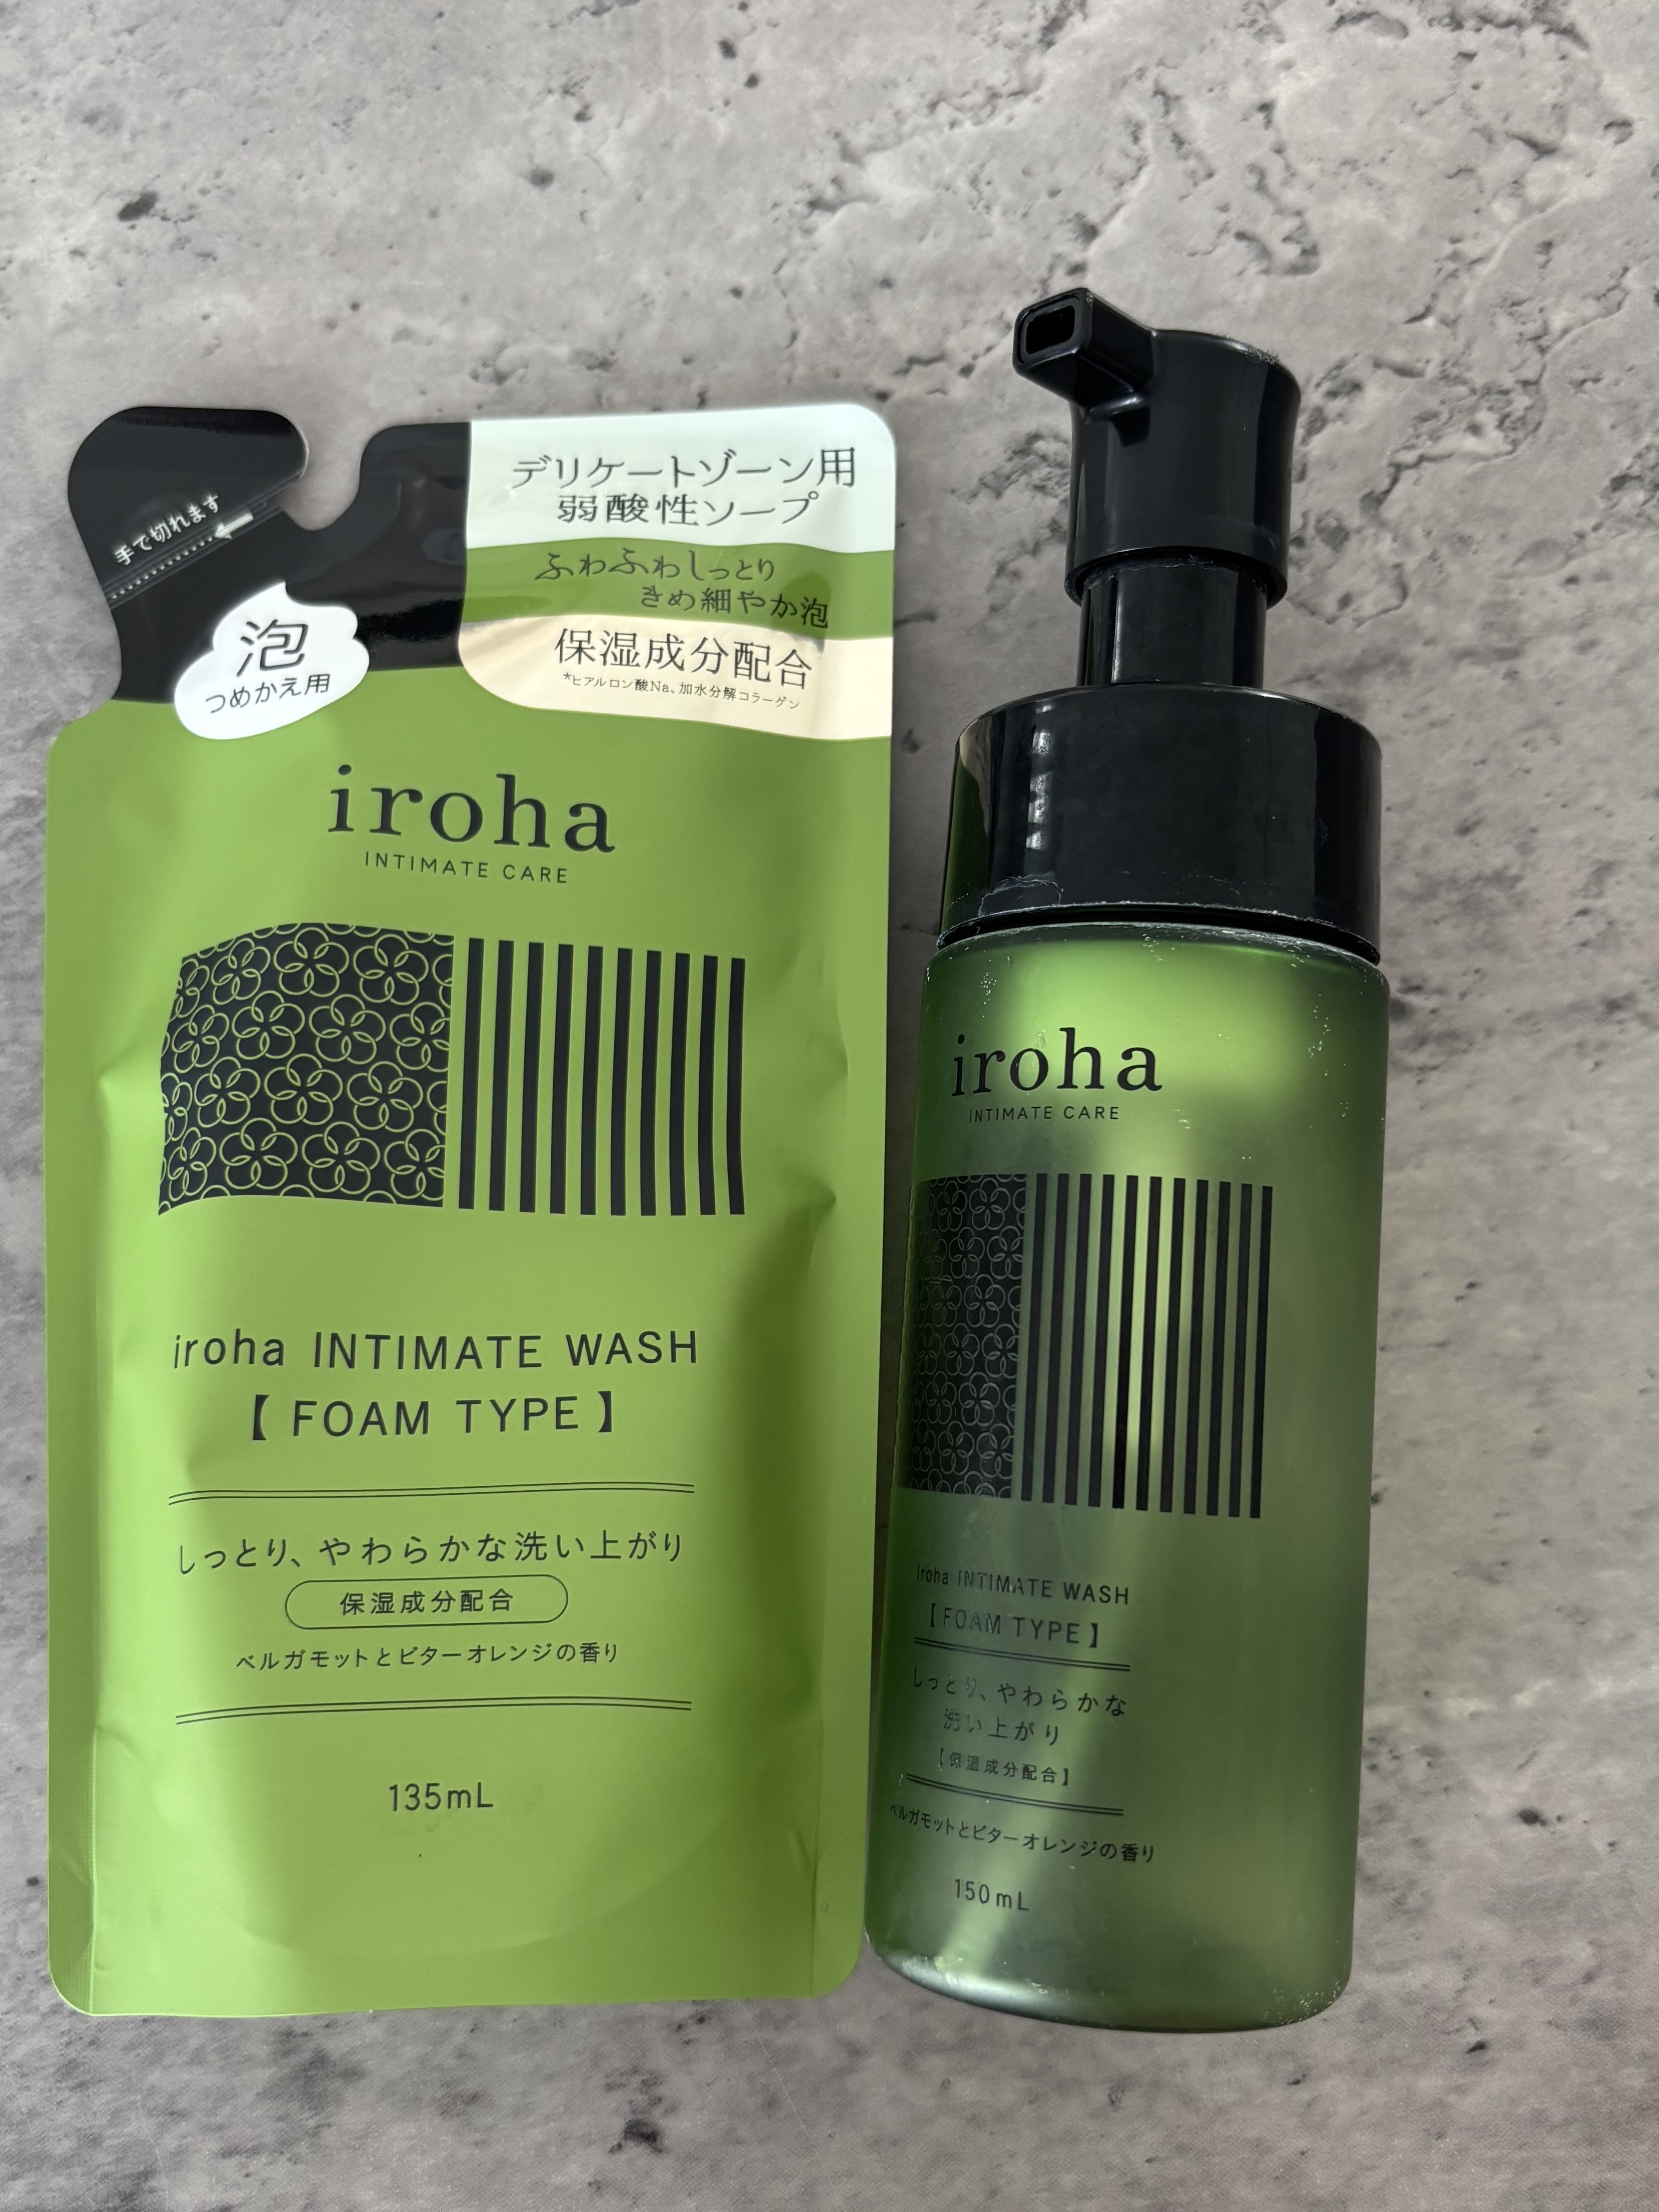 デリケートゾーン用
弱酸性ソープ
ふわふわしっとり
きめ細やか泡
保湿成分配合
*ヒアルロン酸Na、加水分解コラーゲン
手で切れます
泡
つめかえ用
iroha
INTIMATE CARE
iroha INTIMATE WASH
【 FOAM TYPE 】
しっとり、やわらかな洗い上がり
保湿成分配合
ベルガモットとビターオレンジの香り
135mL
iroha
INTIMATE CARE
iroha INTIMATE WASH
【 FOAM TYPE 】
しっとり、やわらかな
洗い上がり
【保湿成分配合】
ベルガモットとビターオレンジの香り
150mL